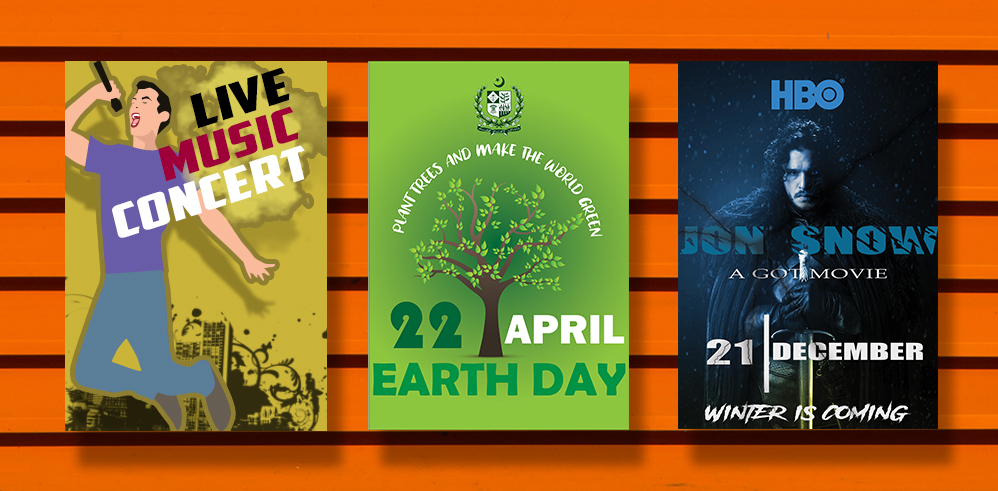 LIVE
MUSIC
CONCERT
PLANT TREES AND MAKE THE WORLD GREEN
22 APRIL
EARTH DAY
HBO®
JON SNOW
A GOT MOVIE
21 DECEMBER
WINTER IS COMING